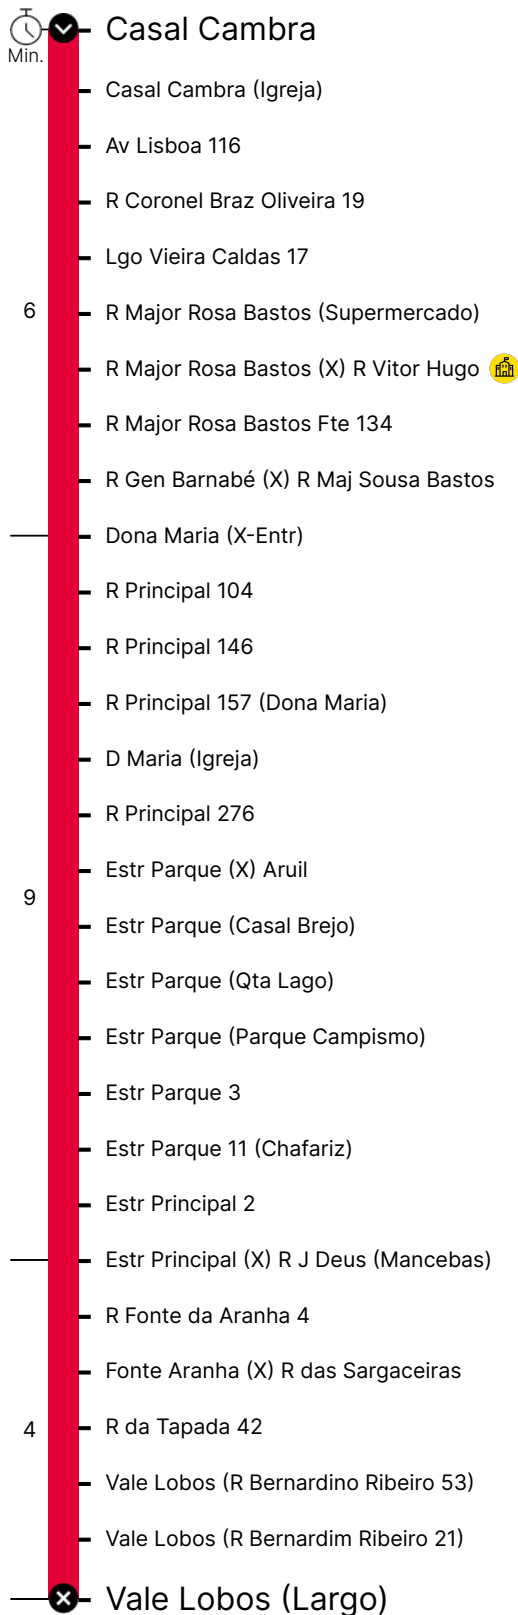 Casal Cambra
Min.
Casal Cambra (Igreja)
Av Lisboa 116
R Coronel Braz Oliveira 19
Lgo Vieira Caldas 17
6
R Major Rosa Bastos (Supermercado)
R Major Rosa Bastos (X) R Vitor Hugo
R Major Rosa Bastos Fte 134
R Gen Barnabé (X) R Maj Sousa Bastos
Dona Maria (X-Entr)
R Principal 104
R Principal 146
R Principal 157 (Dona Maria)
D Maria (Igreja)
R Principal 276
Estr Parque (X) Aruil
9
Estr Parque (Casal Brejo)
Estr Parque (Qta Lago)
Estr Parque (Parque Campismo)
Estr Parque 3
Estr Parque 11 (Chafariz)
Estr Principal 2
Estr Principal (X) R J Deus (Mancebas)
R Fonte da Aranha 4
Fonte Aranha (X) R das Sargaceiras
4
R da Tapada 42
Vale Lobos (R Bernardino Ribeiro 53)
Vale Lobos (R Bernardim Ribeiro 21)
Vale Lobos (Largo)